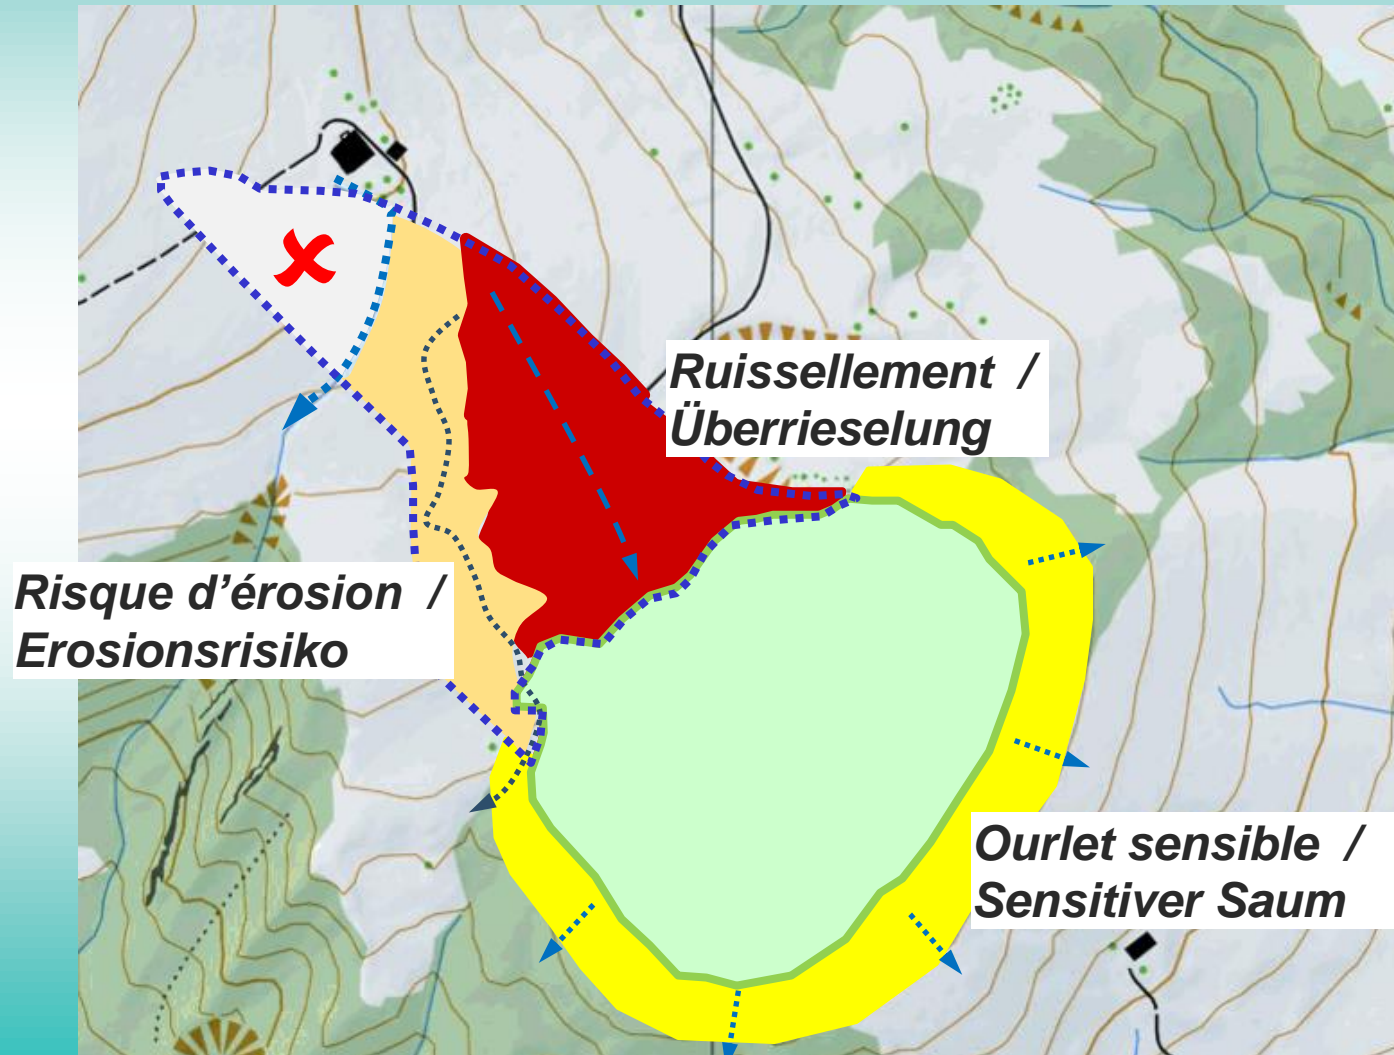 Ruissellement /
Überrieselung
Risque d’érosion /
Erosionsrisiko
Ourlet sensible /
Sensitiver Saum